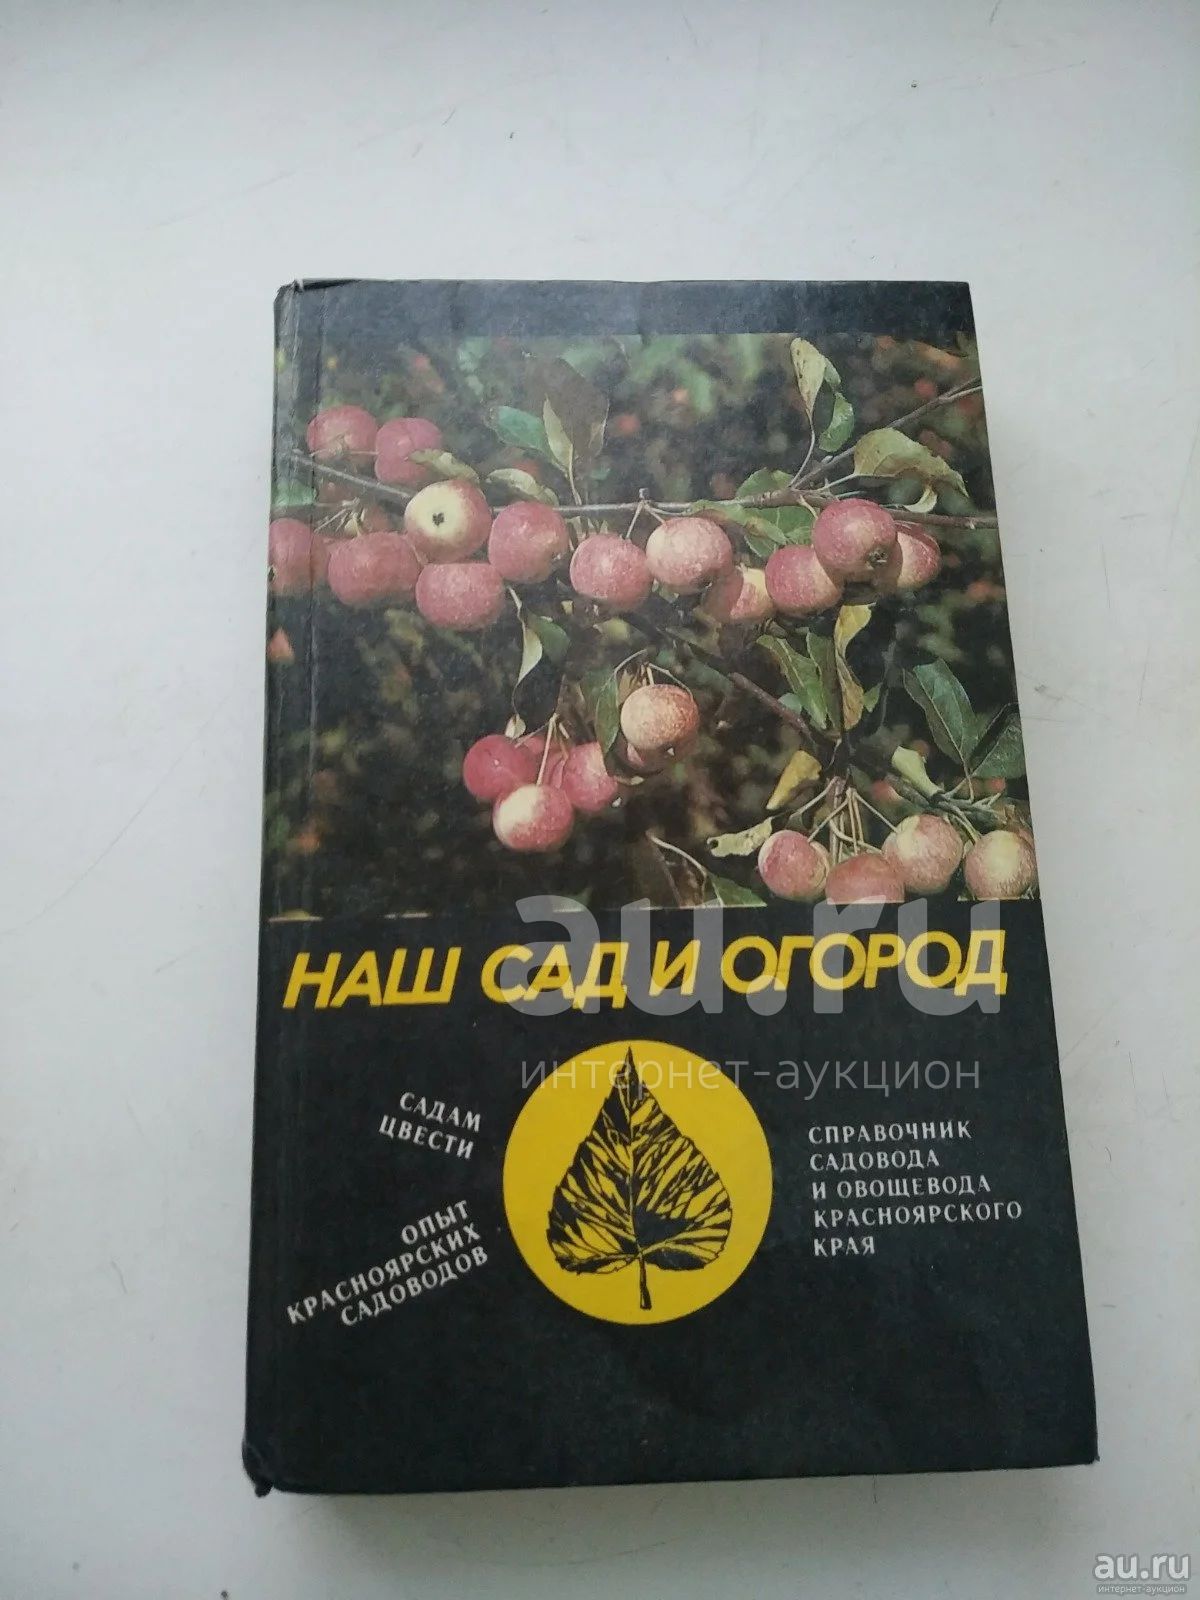 НАШ САД И ОГОРОД
САДАМ
ЦВЕСТИ
ОПЫТ
КРАСНОЯРСКИХ
САДОВОДОВ
СПРАВОЧНИК
САДОВОДА
И ОВОЩЕВОДА
КРАСНОЯРСКОГО
КРАЯ
au.ru
интернет-аукцион
au.ru
интернет-аукцион